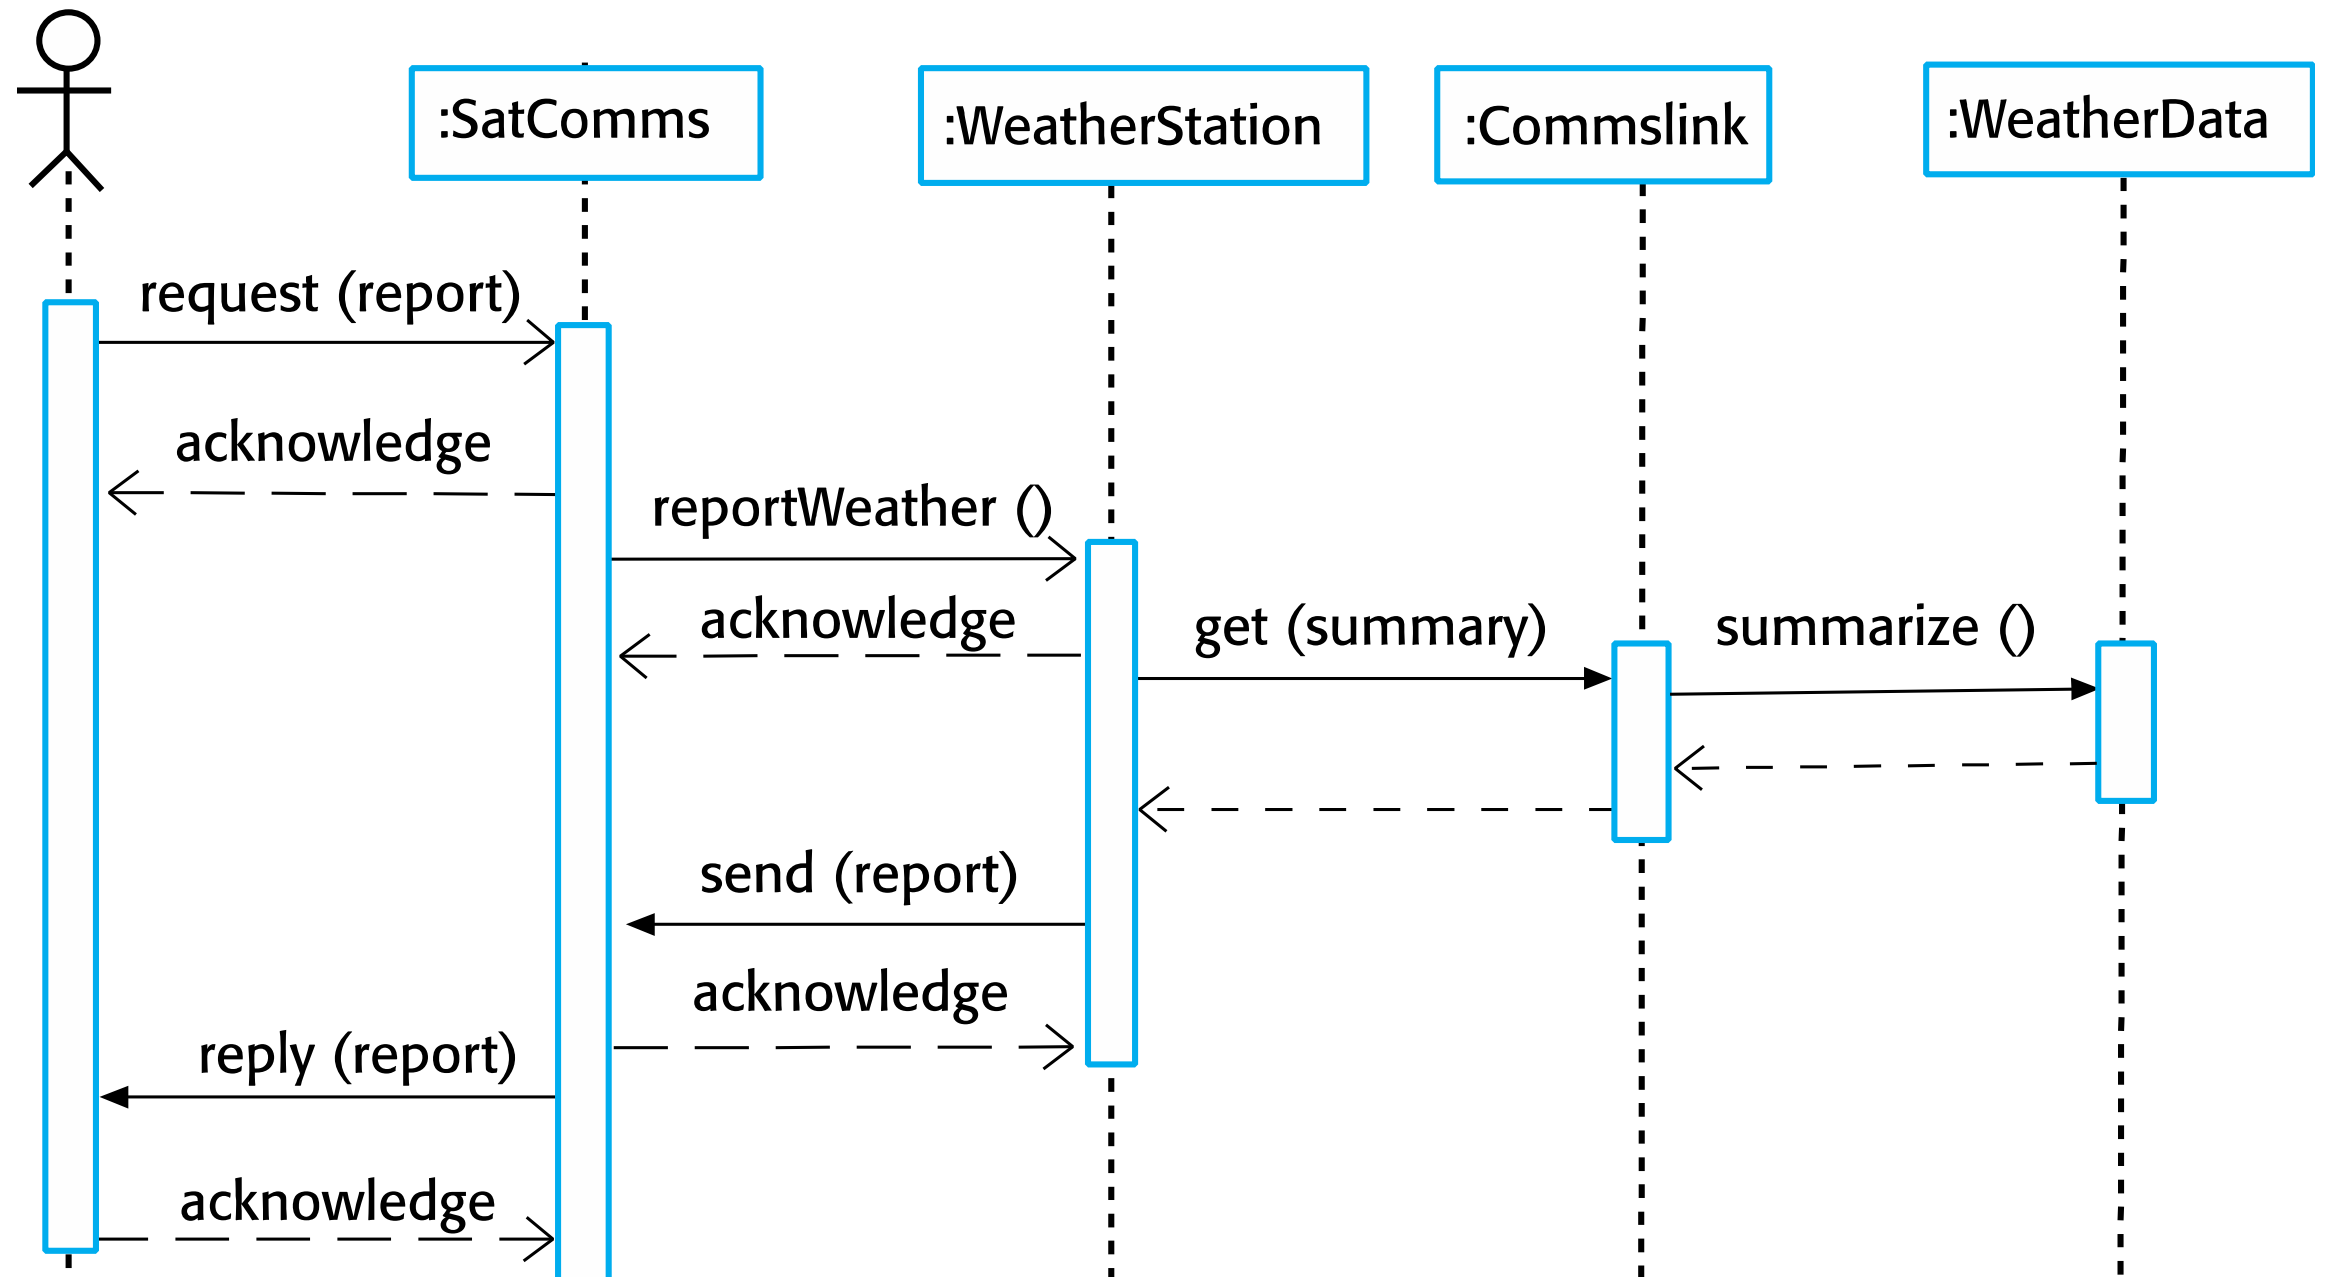 :SatComms
:WeatherStation
:Commslink
:WeatherData
request (report)
acknowledge
reportWeather ()
acknowledge
get (summary)
summarize ()
send (report)
acknowledge
reply (report)
acknowledge